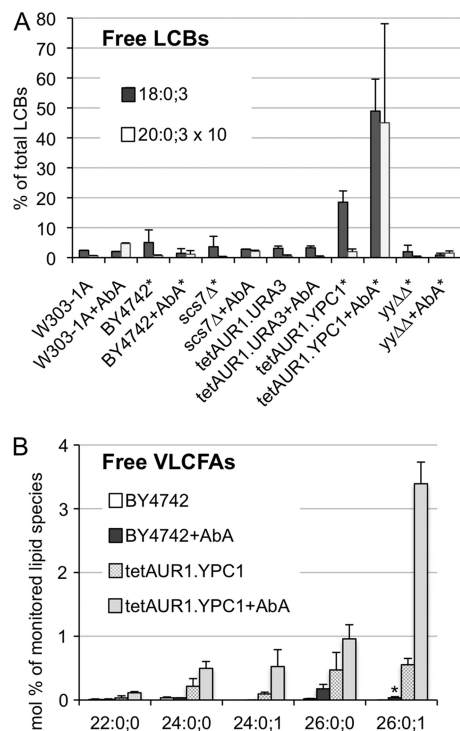 A
Free LCBs
18:0;3
20:0;3 x 10
% of total LCBs
80
70
60
50
40
30
20
10
0
W303-1A
W303-1A+AbA
BY4742*
BY4742+AbA*
scs7Δ*
scs7Δ+AbA
tetAUR1.URA3
tetAUR1.URA3+AbA
tetAUR1.YPC1*
tetAUR1.YPC1+AbA*
yyΔΔ*
yyΔΔ+AbA*
B
Free VLCFAs
BY4742
BY4742+AbA
tetAUR1.YPC1
tetAUR1.YPC1+AbA
mol % of monitored lipid species
4
3
2
1
0
*
22:0;0
24:0;0
24:0;1
26:0;0
26:0;1